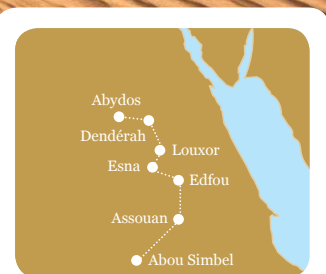 Abydos
Dendérah
Louxor
Esna
Edfou
Assouan
Abou Simbel